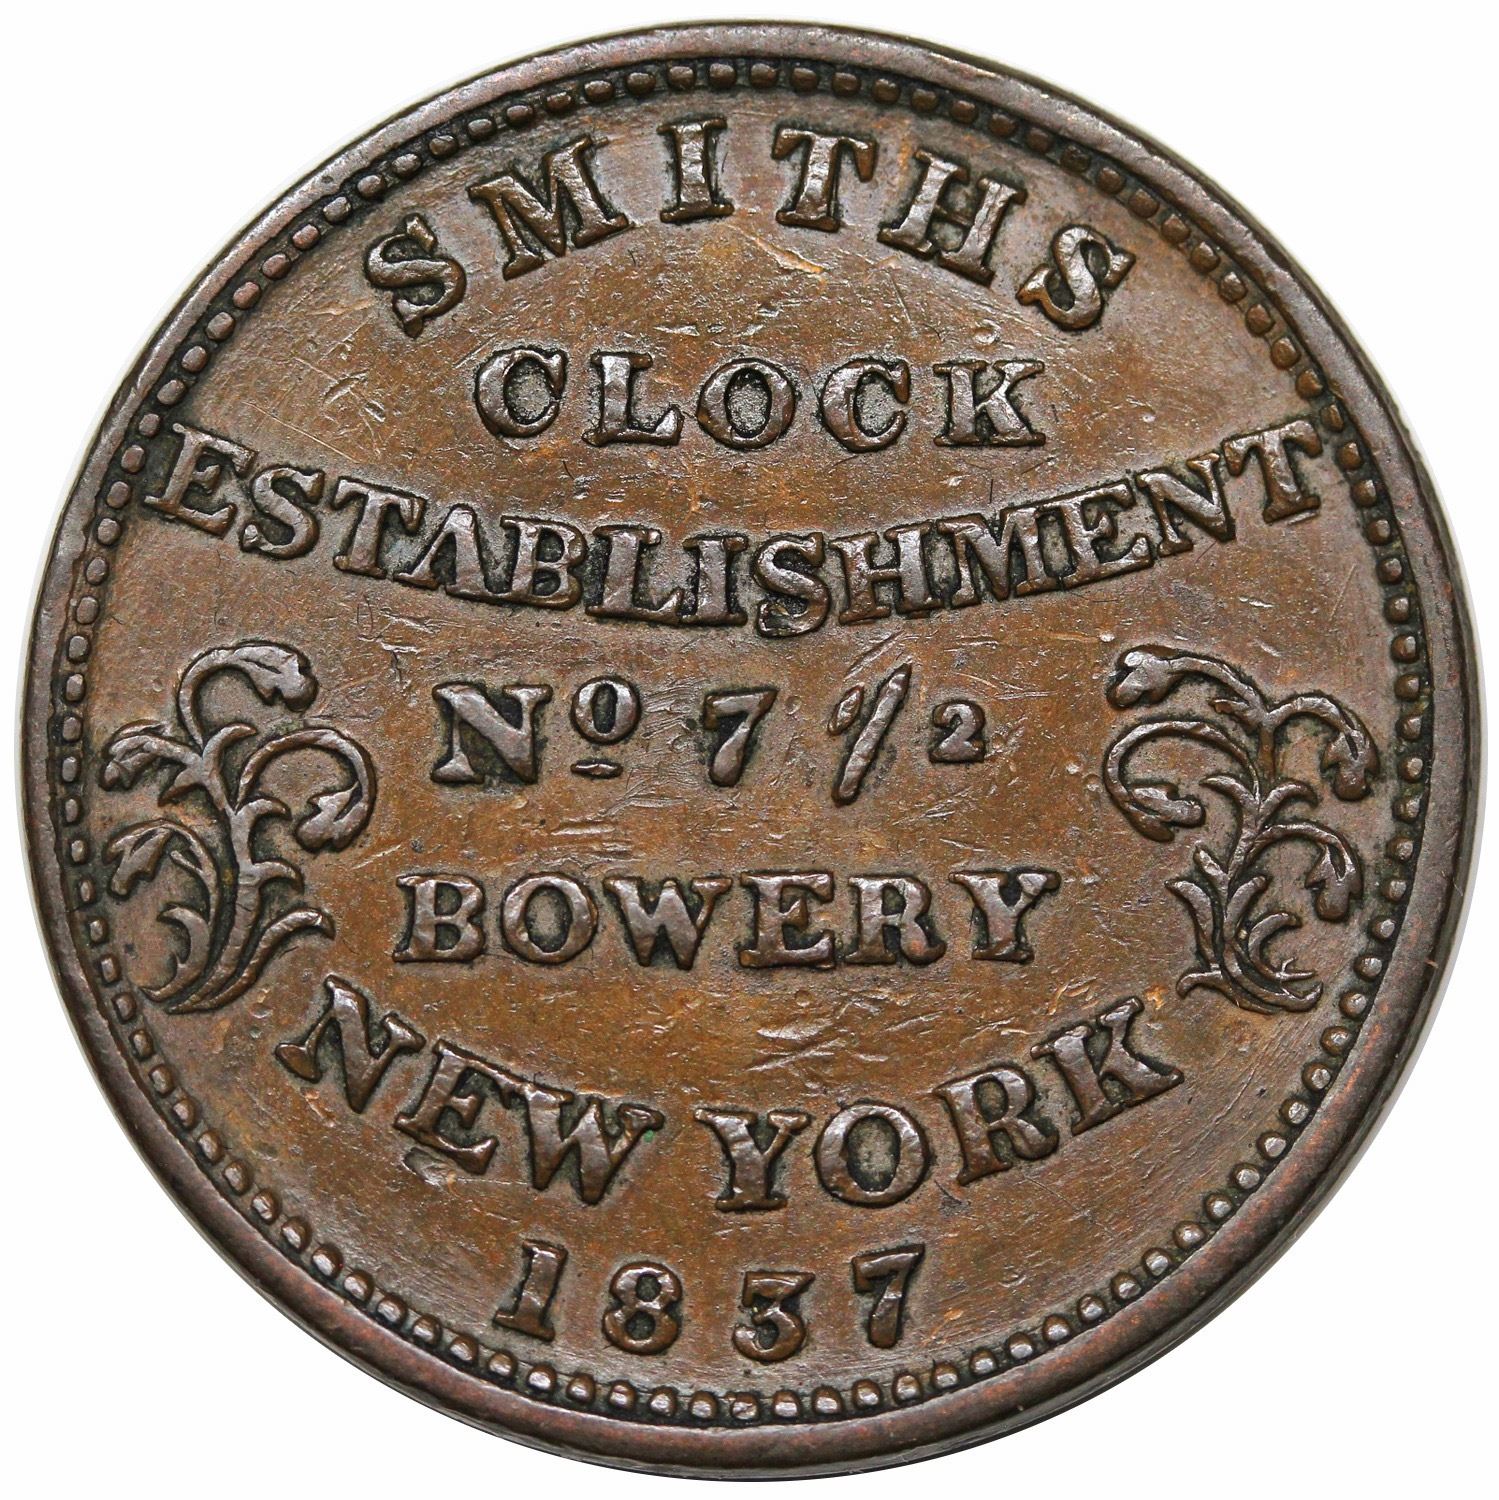 SMITHS
CLOCK
ESTABLISHMENT
Nº 7 1/2
BOWERY
NEW YORK
1837